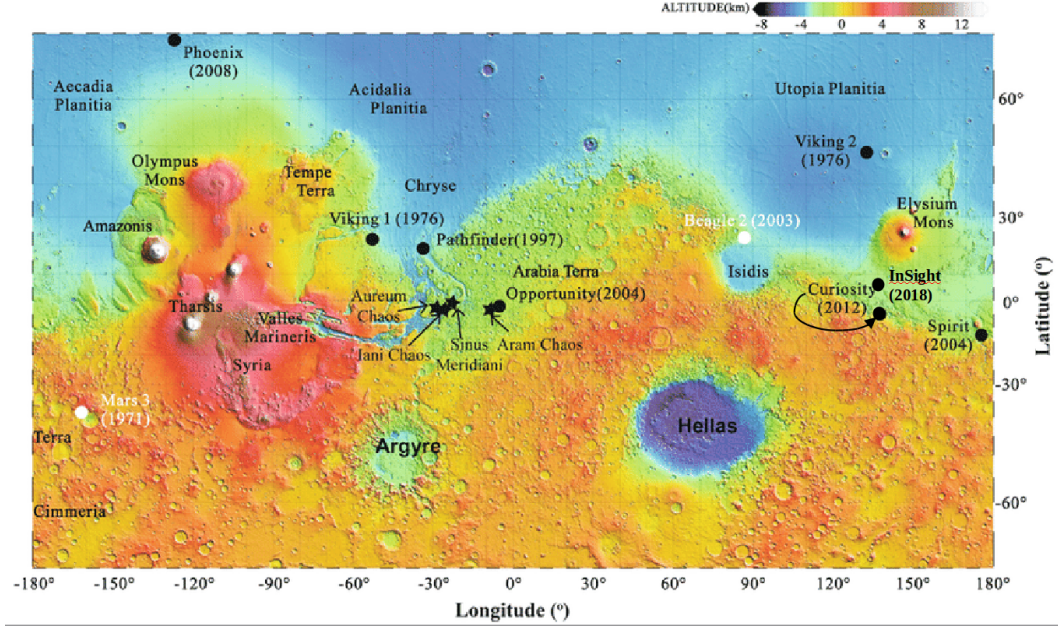 ALTITUDE(km)
-8 -4 0 4 8 12
Phoenix
(2008)
Aecadia
Planitia
Acidalia
Planitia
Utopia Planitia
60°
Viking 2
(1976)
Olympus
Mons
Tempe
Terra
Chryse
Elysium
Mons
30°
Amazonis
Viking 1 (1976)
Pathfinder(1997)
Beagle 2 (2003)
Arabia Terra
Isidis
InSight
(2018)
Curiosity
(2012)
Opportunity(2004)
Aureum
Chaos
0°
Tharsis
Valles
Marineris
Jani Chaos
Sinus
Meridiani
Aram Chaos
Spirit
(2004)
Syria
-30°
Mars 3
(1971)
Terra
Argyre
Hellas
Cimmeria
-60°
Latitude (°)
-180° -150° -120° -90° -60° -30° 0° 30° 60° 90° 120° 150° 180°
Longitude (°)